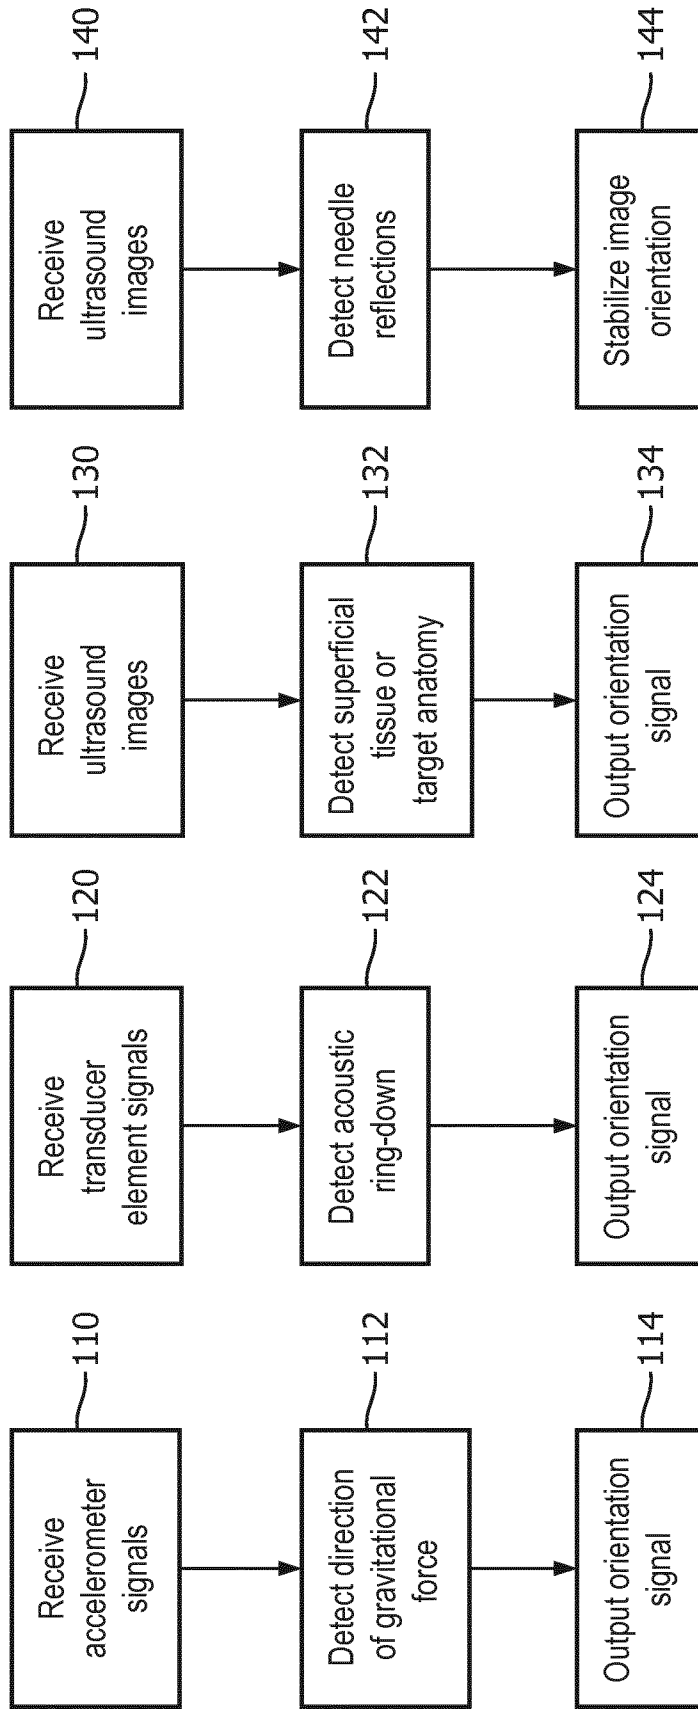 Receive
accelerometer
signals
110
Detect direction
of gravitational
force
112
Output orientation
signal
114
Receive
transducer
element signals
120
Detect acoustic
ring-down
122
Output orientation
signal
124
Receive
ultrasound
images
130
Detect superficial
tissue or
target anatomy
132
Output orientation
signal
134
Receive
ultrasound
images
140
Detect needle
reflections
142
Stabilize image
orientation
144